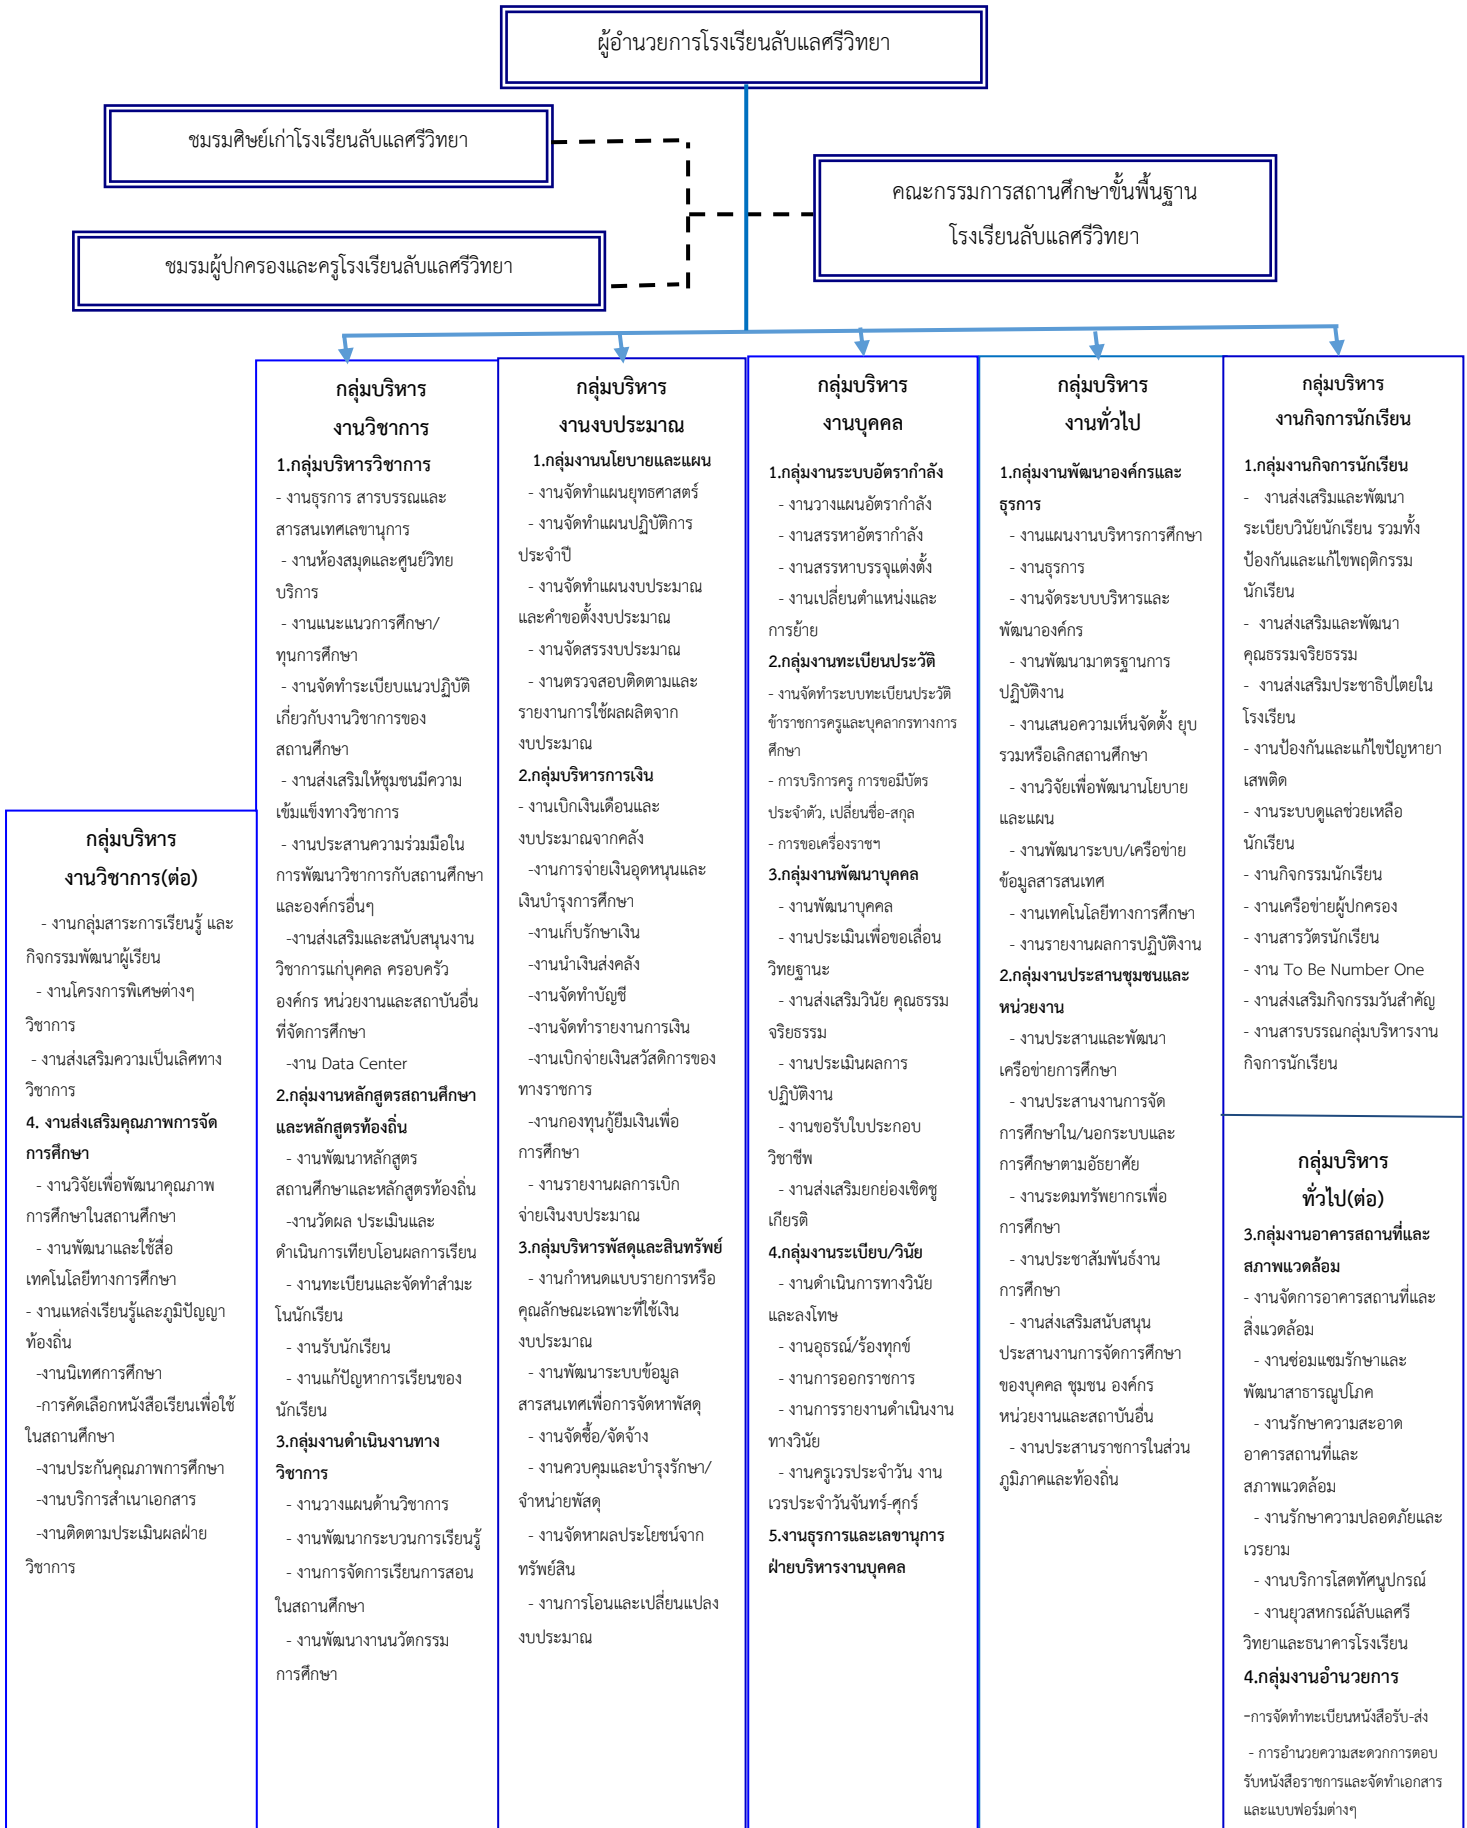 ผู้อำนวยการโรงเรียนลับแลศรีวิทยา
ชมรมศิษย์เก่าโรงเรียนลับแลศรีวิทยา
คณะกรรมการสถานศึกษาขั้นพื้นฐาน
โรงเรียนลับแลศรีวิทยา
ชมรมผู้ปกครองและครูโรงเรียนลับแลศรีวิทยา
กลุ่มบริหาร
งานวิชาการ
1.กลุ่มบริหารวิชาการ
- งานธุรการ สารบรรณและ
สารสนเทศเลขานุการ
- งานห้องสมุดและศูนย์วิทย
บริการ
- งานแนะแนวการศึกษา/
ทุนการศึกษา
- งานจัดทำระเบียบแนวปฏิบัติ
เกี่ยวกับงานวิชาการของ
สถานศึกษา
- งานส่งเสริมให้ชุมชนมีความ
เข้มแข็งทางวิชาการ
- งานประสานความร่วมมือใน
การพัฒนาวิชาการกับสถานศึกษา
และองค์กรอื่นๆ
-งานส่งเสริมและสนับสนุนงาน
วิชาการแก่บุคคล ครอบครัว
องค์กร หน่วยงานและสถาบันอื่น
ที่จัดการศึกษา
-งาน Data Center
2.กลุ่มงานหลักสูตรสถานศึกษา
และหลักสูตรท้องถิ่น
- งานพัฒนาหลักสูตร
สถานศึกษาและหลักสูตรท้องถิ่น
-งานวัดผล ประเมินและ
ดำเนินการเทียบโอนผลการเรียน
- งานทะเบียนและจัดทำสำมะ
โนนักเรียน
- งานรับนักเรียน
- งานแก้ปัญหาการเรียนของ
นักเรียน
3.กลุ่มงานดำเนินงานทาง
วิชาการ
- งานวางแผนด้านวิชาการ
- งานพัฒนากระบวนการเรียนรู้
- งานการจัดการเรียนการสอน
ในสถานศึกษา
- งานพัฒนางานนวัตกรรม
การศึกษา
กลุ่มบริหาร
งานวิชาการ(ต่อ)
- งานกลุ่มสาระการเรียนรู้ และ
กิจกรรมพัฒนาผู้เรียน
- งานโครงการพิเศษต่างๆ
วิชาการ
- งานส่งเสริมความเป็นเลิศทาง
วิชาการ
4. งานส่งเสริมคุณภาพการจัด
การศึกษา
- งานวิจัยเพื่อพัฒนาคุณภาพ
การศึกษาในสถานศึกษา
- งานพัฒนาและใช้สื่อ
เทคโนโลยีทางการศึกษา
- งานแหล่งเรียนรู้และภูมิปัญญา
ท้องถิ่น
-งานนิเทศการศึกษา
-การคัดเลือกหนังสือเรียนเพื่อใช้
ในสถานศึกษา
-งานประกันคุณภาพการศึกษา
-งานบริการสำเนาเอกสาร
-งานติดตามประเมินผลฝ่าย
วิชาการ
กลุ่มบริหาร
งานงบประมาณ
1.กลุ่มงานนโยบายและแผน
- งานจัดทำแผนยุทธศาสตร์
- งานจัดทำแผนปฏิบัติการ
ประจำปี
- งานจัดทำแผนงบประมาณ
และคำขอตั้งงบประมาณ
- งานจัดสรรงบประมาณ
- งานตรวจสอบติดตามและ
รายงานการใช้ผลผลิตจาก
งบประมาณ
2.กลุ่มบริหารการเงิน
- งานเบิกเงินเดือนและ
งบประมาณจากคลัง
-งานการจ่ายเงินอุดหนุนและ
เงินบำรุงการศึกษา
-งานเก็บรักษาเงิน
-งานนำเงินส่งคลัง
-งานจัดทำบัญชี
-งานจัดทำรายงานการเงิน
-งานเบิกจ่ายเงินสวัสดิการของ
ทางราชการ
-งานกองทุนกู้ยืมเงินเพื่อ
การศึกษา
- งานรายงานผลการเบิก
จ่ายเงินงบประมาณ
3.กลุ่มบริหารพัสดุและสินทรัพย์
- งานกำหนดแบบรายการหรือ
คุณลักษณะเฉพาะที่ใช้เงิน
งบประมาณ
- งานพัฒนาระบบข้อมูล
สารสนเทศเพื่อการจัดหาพัสดุ
- งานจัดซื้อ/จัดจ้าง
- งานควบคุมและบำรุงรักษา/
จำหน่ายพัสดุ
- งานจัดหาผลประโยชน์จาก
ทรัพย์สิน
- งานการโอนและเปลี่ยนแปลง
งบประมาณ
กลุ่มบริหาร
งานบุคคล
1.กลุ่มงานระบบอัตรากำลัง
- งานวางแผนอัตรากำลัง
- งานสรรหาอัตรากำลัง
- งานสรรหาบรรจุแต่งตั้ง
- งานเปลี่ยนตำแหน่งและ
การย้าย
2.กลุ่มงานทะเบียนประวัติ
- งานจัดทำระบบทะเบียนประวัติ
ข้าราชการครูและบุคลากรทางการ
ศึกษา
- การบริการครู การขอมีบัตร
ประจำตัว, เปลี่ยนชื่อ-สกุล
- การขอเครื่องราชฯ
3.กลุ่มงานพัฒนาบุคคล
- งานพัฒนาบุคคล
- งานประเมินเพื่อขอเลื่อน
วิทยฐานะ
- งานส่งเสริมวินัย คุณธรรม
จริยธรรม
- งานประเมินผลการ
ปฏิบัติงาน
- งานขอรับใบประกอบ
วิชาชีพ
- งานส่งเสริมยกย่องเชิดชู
เกียรติ
4.กลุ่มงานระเบียบ/วินัย
- งานดำเนินการทางวินัย
และลงโทษ
- งานอุธรณ์/ร้องทุกข์
- งานการออกราชการ
- งานการรายงานดำเนินงาน
ทางวินัย
- งานครูเวรประจำวัน งาน
เวรประจำวันจันทร์-ศุกร์
5.งานธุรการและเลขานุการ
ฝ่ายบริหารงานบุคคล
กลุ่มบริหาร
งานทั่วไป
1.กลุ่มงานพัฒนาองค์กรและ
ธุรการ
- งานแผนงานบริหารการศึกษา
- งานธุรการ
- งานจัดระบบบริหารและ
พัฒนาองค์กร
- งานพัฒนามาตรฐานการ
ปฏิบัติงาน
- งานเสนอความเห็นจัดตั้ง ยุบ
รวมหรือเลิกสถานศึกษา
- งานวิจัยเพื่อพัฒนานโยบาย
และแผน
- งานพัฒนาระบบ/เครือข่าย
ข้อมูลสารสนเทศ
- งานเทคโนโลยีทางการศึกษา
- งานรายงานผลการปฏิบัติงาน
2.กลุ่มงานประสานชุมชนและ
หน่วยงาน
- งานประสานและพัฒนา
เครือข่ายการศึกษา
- งานประสานงานการจัด
การศึกษาใน/นอกระบบและ
การศึกษาตามอัธยาศัย
- งานระดมทรัพยากรเพื่อ
การศึกษา
- งานประชาสัมพันธ์งาน
การศึกษา
- งานส่งเสริมสนับสนุน
ประสานงานการจัดการศึกษา
ของบุคคล ชุมชน องค์กร
หน่วยงานและสถาบันอื่น
- งานประสานราชการในส่วน
ภูมิภาคและท้องถิ่น
กลุ่มบริหาร
งานกิจการนักเรียน
1.กลุ่มงานกิจการนักเรียน
- งานส่งเสริมและพัฒนา
ระเบียบวินัยนักเรียน รวมทั้ง
ป้องกันและแก้ไขพฤติกรรม
นักเรียน
- งานส่งเสริมและพัฒนา
คุณธรรมจริยธรรม
- งานส่งเสริมประชาธิปไตยใน
โรงเรียน
- งานป้องกันและแก้ไขปัญหายา
เสพติด
- งานระบบดูแลช่วยเหลือ
นักเรียน
- งานกิจกรรมนักเรียน
- งานเครือข่ายผู้ปกครอง
- งานสารวัตรนักเรียน
- งาน To Be Number One
- งานส่งเสริมกิจกรรมวันสำคัญ
- งานสารบรรณกลุ่มบริหารงาน
กิจการนักเรียน
กลุ่มบริหาร
ทั่วไป(ต่อ)
3.กลุ่มงานอาคารสถานที่และ
สภาพแวดล้อม
- งานจัดการอาคารสถานที่และ
สิ่งแวดล้อม
- งานซ่อมแซมรักษาและ
พัฒนาสาธารณูปโภค
- งานรักษาความสะอาด
อาคารสถานที่และ
สภาพแวดล้อม
- งานรักษาความปลอดภัยและ
เวรยาม
- งานบริการโสตทัศนูปกรณ์
- งานยุวสหกรณ์ลับแลศรี
วิทยาและธนาคารโรงเรียน
4.กลุ่มงานอำนวยการ
-การจัดทำทะเบียนหนังสือรับ-ส่ง
- การอำนวยความสะดวกการตอบ
รับหนังสือราชการและจัดทำเอกสาร
และแบบฟอร์มต่างๆ